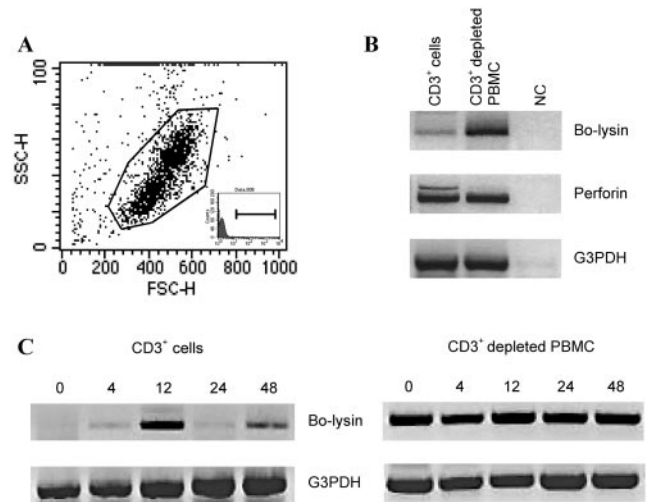 A
100
SSC-H
0
0 200 400 600 800 1000
FSC-H
Data.008
B
CD3+ cells
CD3+ depleted
PBMC
NC
Bo-lysin
Perforin
G3PDH
C
CD3+ cells
0 4 12 24 48
Bo-lysin
G3PDH
CD3+ depleted PBMC
0 4 12 24 48